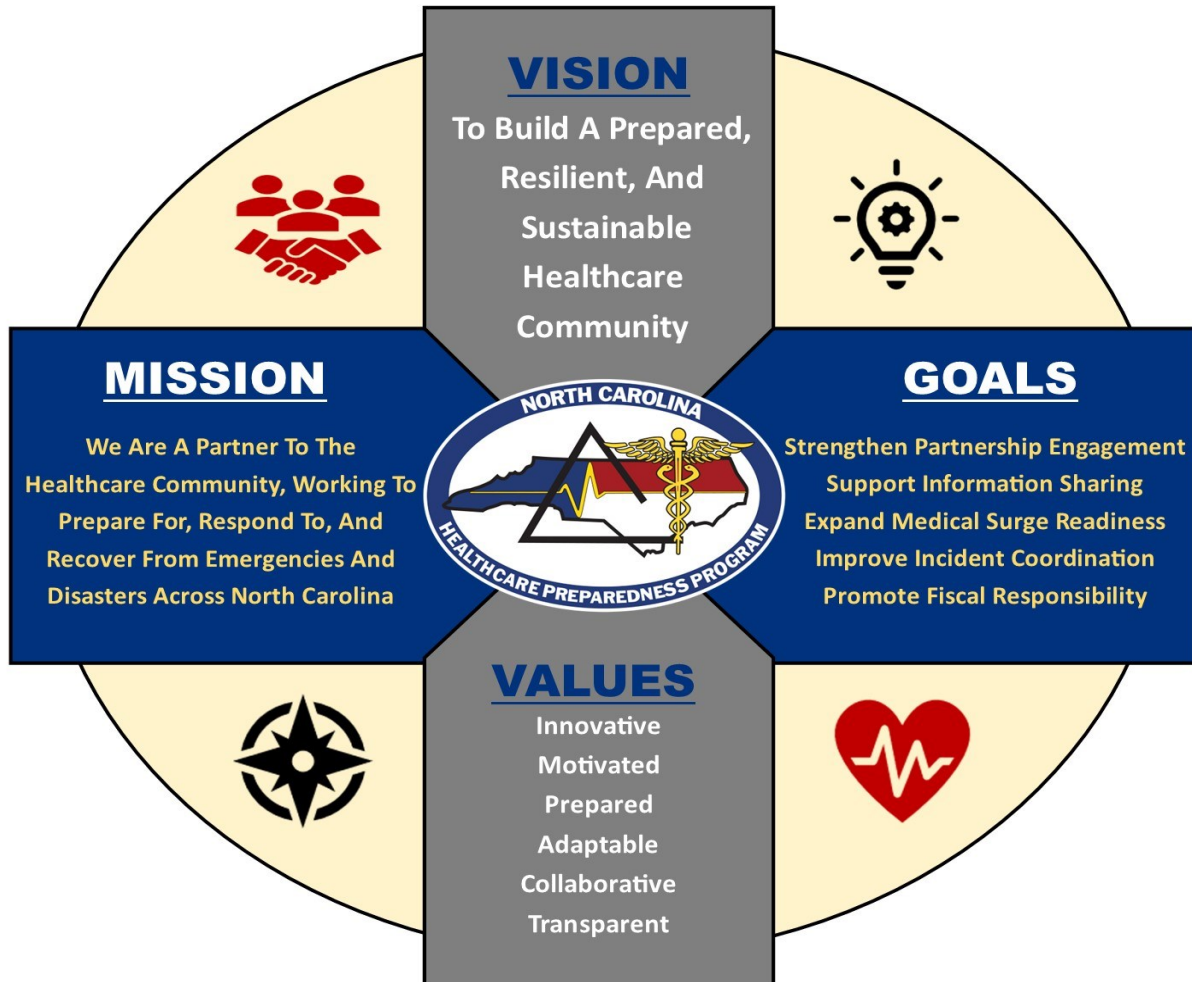 VISION
To Build A Prepared,
Resilient, And
Sustainable
Healthcare
Community
MISSION
We Are A Partner To The
Healthcare Community, Working To
Prepare For, Respond To, And
Recover From Emergencies And
Disasters Across North Carolina
NORTH CAROLINA
HEALTHCARE PREPAREDNESS PROGRAM
GOALS
Strengthen Partnership Engagement
Support Information Sharing
Expand Medical Surge Readiness
Improve Incident Coordination
Promote Fiscal Responsibility
VALUES
Innovative
Motivated
Prepared
Adaptable
Collaborative
Transparent